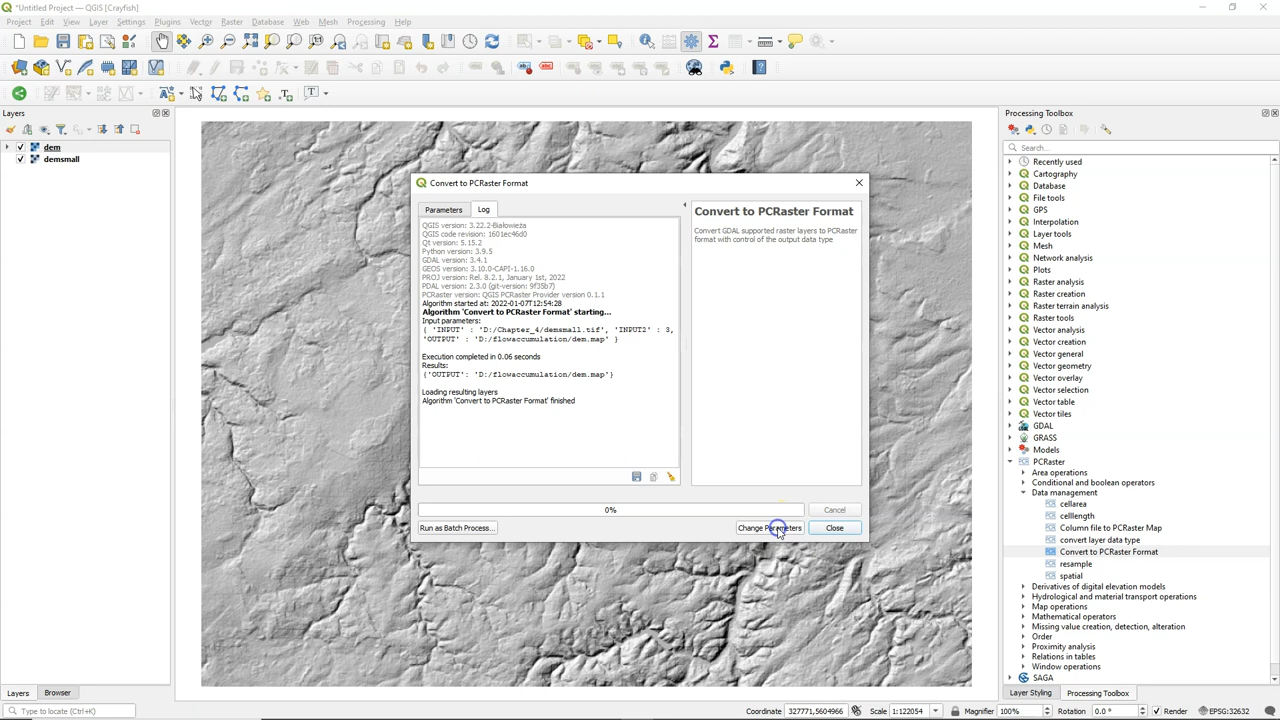 *Untitled Project — QGIS [Crayfish]
Project Edit View Layer Settings Plugins Vector Raster Database Web Mesh Processing Help
Layers
dem
demsmall
Convert to PCRaster Format
Parameters Log
QGIS version: 3.22.2-Białowieża
QGIS code revision: 1601ec46d0
Qt version: 5.15.2
Python version: 3.9.5
GDAL version: 3.4.1
GEOS version: 3.10.0-CAPI-1.16.0
PROJ version: Rel. 8.2.1, January 1st, 2022
PDAL version: 2.3.0 (git-version: 9f35b7)
PCRaster version: QGIS PCRaster Provider version 0.1.1
Algorithm started at: 2022-01-07T12:54:28
Algorithm 'Convert to PCRaster Format' starting…
Input parameters:
{ 'INPUT' : 'D:/Chapter_4/demsmall.tif', 'INPUT2' : 3,
'OUTPUT' : 'D:/flowaccumulation/dem.map' }
Execution completed in 0.06 seconds
Results:
{'OUTPUT': 'D:/flowaccumulation/dem.map'}
Loading resulting layers
Algorithm 'Convert to PCRaster Format' finished
Convert to PCRaster Format
Convert GDAL supported raster layers to PCRaster
format with control of the output data type
0%
Cancel
Run as Batch Process…
Change Parameters
Close
Processing Toolbox
Search…
Recently used
Cartography
Database
File tools
GPS
Interpolation
Layer tools
Mesh
Network analysis
Plots
Raster analysis
Raster creation
Raster terrain analysis
Raster tools
Vector analysis
Vector creation
Vector general
Vector geometry
Vector overlay
Vector selection
Vector table
Vector tiles
GDAL
GRASS
Models
PCRaster
Area operations
Conditional and boolean operators
Data management
cellarea
celllength
Column file to PCRaster Map
convert layer data type
Convert to PCRaster Format
resample
spatial
Derivatives of digital elevation models
Hydrological and material transport operations
Map operations
Mathematical operators
Missing value creation, detection, alteration
Order
Proximity analysis
Relations in tables
Window operations
SAGA
Layers Browser
Layer Styling Processing Toolbox
Type to locate (Ctrl+K)
Coordinate 327771,5604966 Scale 1:122054 Magnifier 100% Rotation 0.0 ° Render EPSG:32632